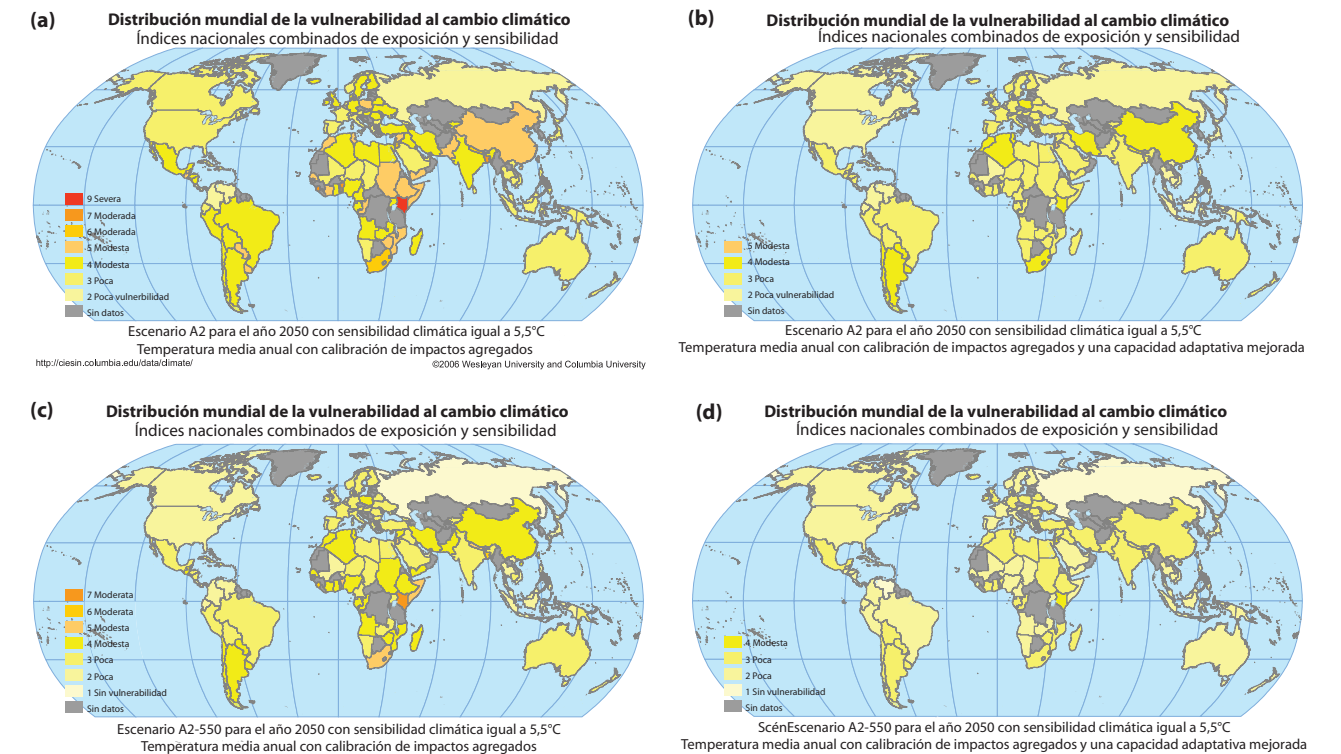 (a)
Distribución mundial de la vulnerabilidad al cambio climático
Índices nacionales combinados de exposición y sensibilidad
9 Severa
7 Moderada
6 Moderada
5 Modesta
4 Modesta
3 Poca
2 Poca vulnerbilidad
Sin datos
Escenario A2 para el año 2050 con sensibilidad climática igual a 5,5°C
Temperatura media anual con calibración de impactos agregados
http://ciesin.columbia.edu/data/climate/
©2006 Wesleyan University and Columbia University
(b)
Distribución mundial de la vulnerabilidad al cambio climático
Índices nacionales combinados de exposición y sensibilidad
5 Modesta
4 Modesta
3 Poca
2 Poca vulnerabilidad
Sin datos
Escenario A2 para el año 2050 con sensibilidad climática igual a 5,5°C
Temperatura media anual con calibración de impactos agregados y una capacidad adaptativa mejorada
(c)
Distribución mundial de la vulnerabilidad al cambio climático
Índices nacionales combinados de exposición y sensibilidad
7 Moderata
6 Moderata
5 Modesta
4 Modesta
3 Poca
2 Poca
1 Sin vulnerabilidad
Sin datos
Escenario A2-550 para el año 2050 con sensibilidad climática igual a 5,5°C
Temperatura media anual con calibración de impactos agregados
(d)
Distribución mundial de la vulnerabilidad al cambio climático
Índices nacionales combinados de exposición y sensibilidad
4 Modesta
3 Poca
2 Poca
1 Sin vulnerabilidad
Sin datos
ScénEscenario A2-550 para el año 2050 con sensibilidad climática igual a 5,5°C
Temperatura media anual con calibración de impactos agregados y una capacidad adaptativa mejorada